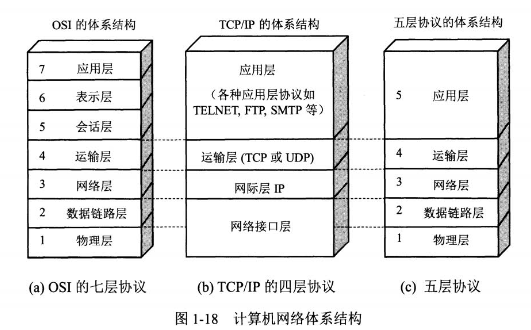 OSI 的体系结构
7 应用层
6 表示层
5 会话层
4 运输层
3 网络层
2 数据链路层
1 物理层
(a) OSI 的七层协议
TCP/IP 的体系结构
应用层
（各种应用层协议如
TELNET, FTP, SMTP 等）
运输层 (TCP 或 UDP)
网际层 IP
网络接口层
(b) TCP/IP 的四层协议
五层协议的体系结构
5 应用层
4 运输层
3 网络层
2 数据链路层
1 物理层
(c) 五层协议
图 1-18 计算机网络体系结构